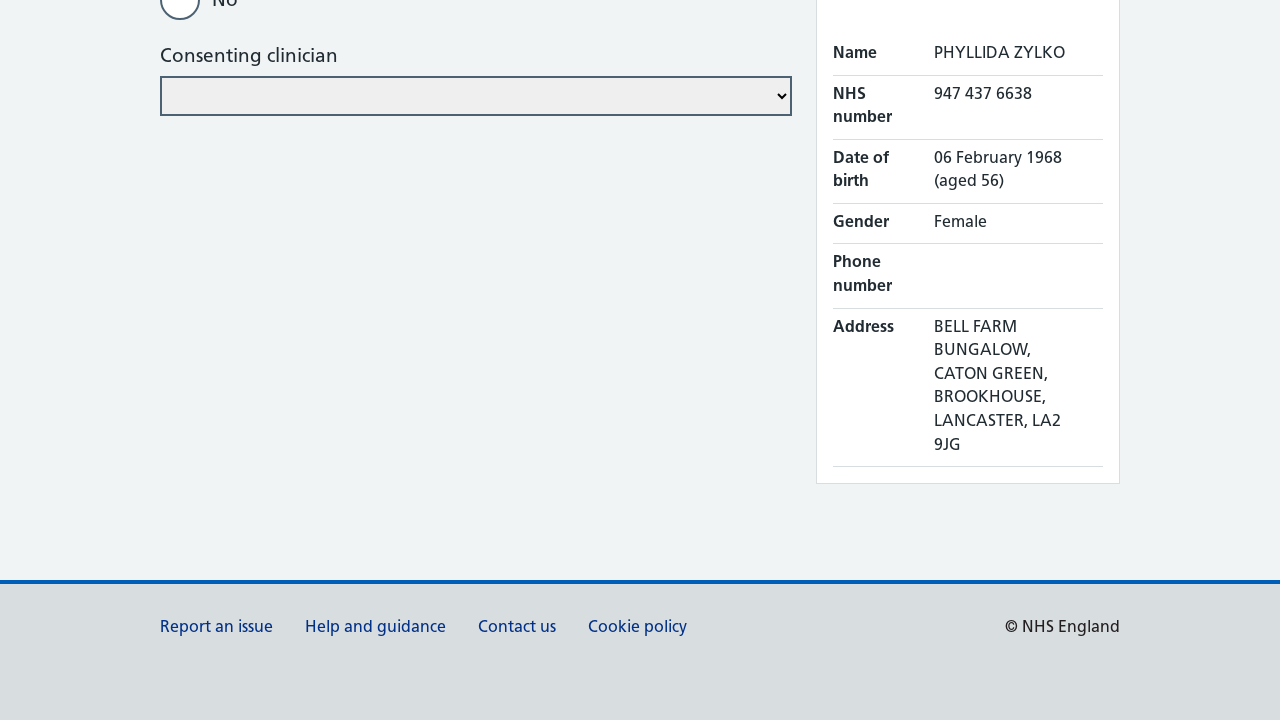 No
Consenting clinician
Name PHYLLIDA ZYLKO
NHS number 947 437 6638
Date of birth 06 February 1968 (aged 56)
Gender Female
Phone number
Address BELL FARM
BUNGALOW,
CATON GREEN,
BROOKHOUSE,
LANCASTER, LA2
9JG
Report an issue Help and guidance Contact us Cookie policy © NHS England